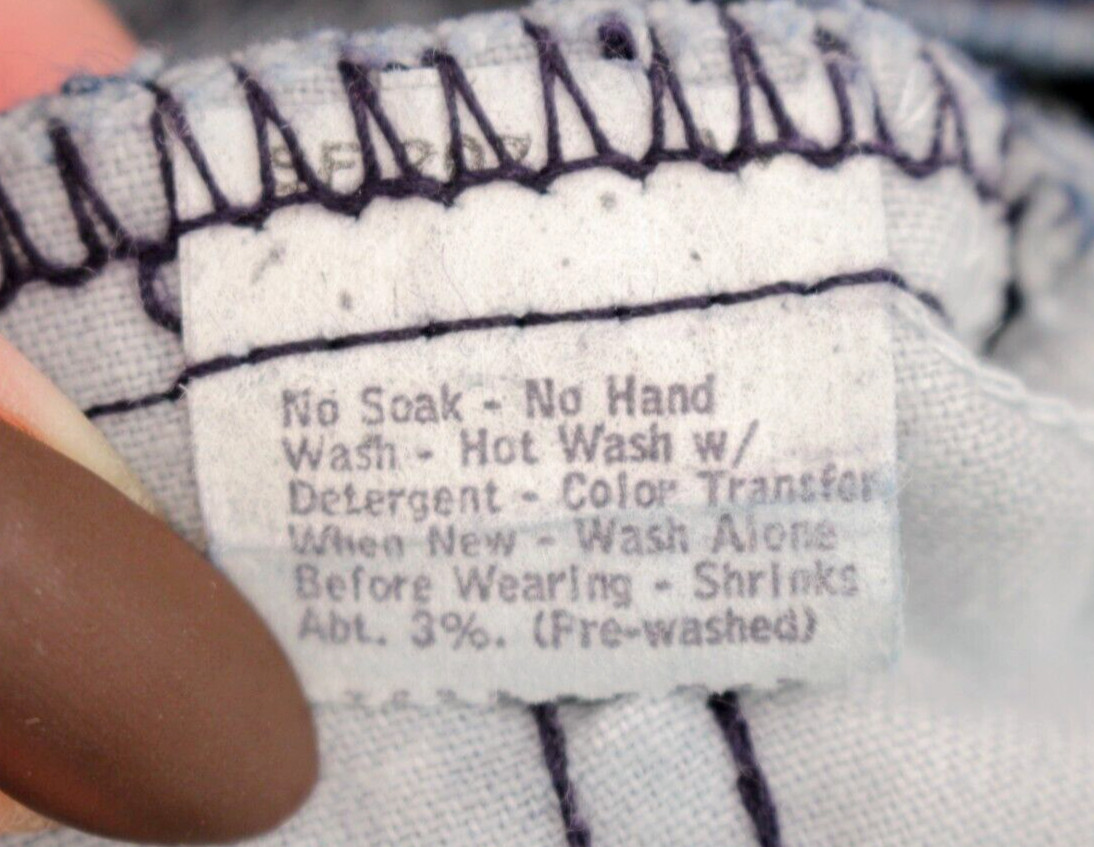 No Soak - No Hand
Wash - Hot Wash w/
Detergent - Color Transfer
When New - Wash Alone
Before Wearing - Shrinks
Abt. 3%. (Pre-washed)